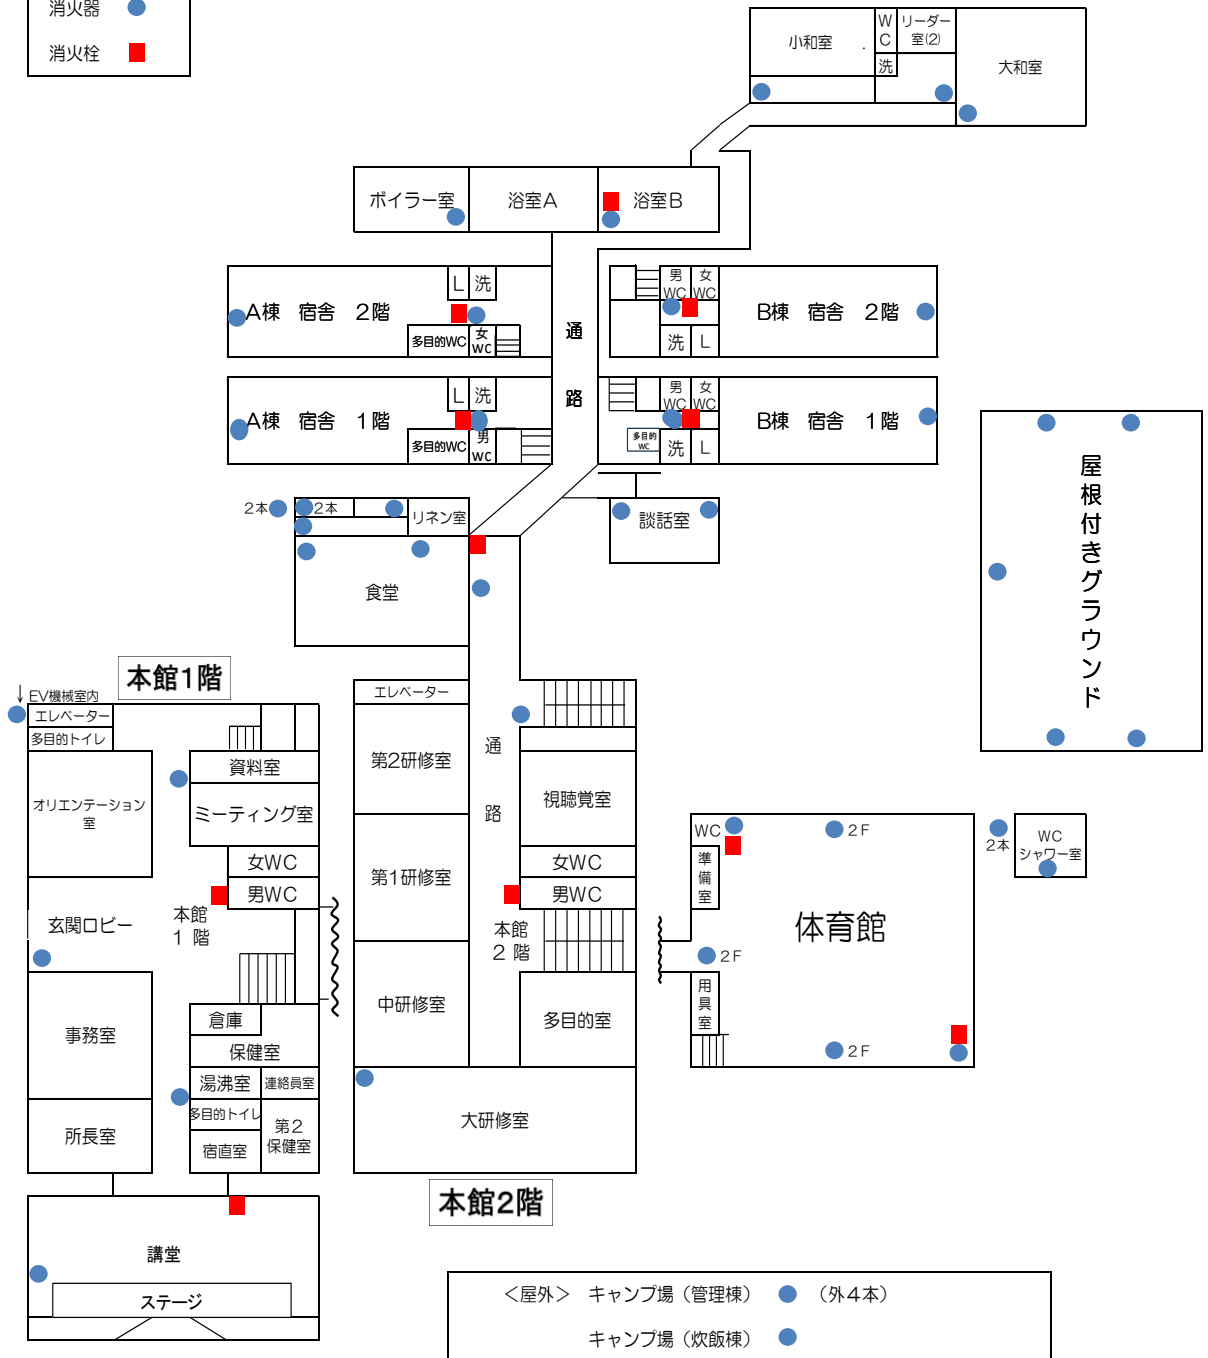 消火器
消火栓
小和室
WC
リーダー
室(2)
洗
大和室
ボイラー室
浴室A
浴室B
A棟 宿舎 2階
L
洗
多目的WC
女
WC
通
路
男
WC
女
WC
洗
L
B棟 宿舎 2階
A棟 宿舎 1階
L
洗
多目的WC
男
WC
男
WC
女
WC
多目的
WC
洗
L
B棟 宿舎 1階
2本
2本
リネン室
談話室
食堂
屋根付きグラウンド
本館1階
↓EV機械室内
エレベーター
多目的トイレ
資料室
オリエンテーション
室
ミーティング室
女WC
男WC
玄関ロビー
本館
1 階
事務室
倉庫
保健室
湯沸室
連絡員室
多目的トイレ
第2
保健室
所長室
宿直室
講堂
ステージ
エレベーター
第2研修室
通
路
視聴覚室
第1研修室
女WC
男WC
本館
2 階
中研修室
多目的室
大研修室
本館2階
WC
準備室
2F
2F
体育館
用具室
2F
2本
WC
シャワー室
<屋外> キャンプ場(管理棟) (外4本)
キャンプ場(炊飯棟)